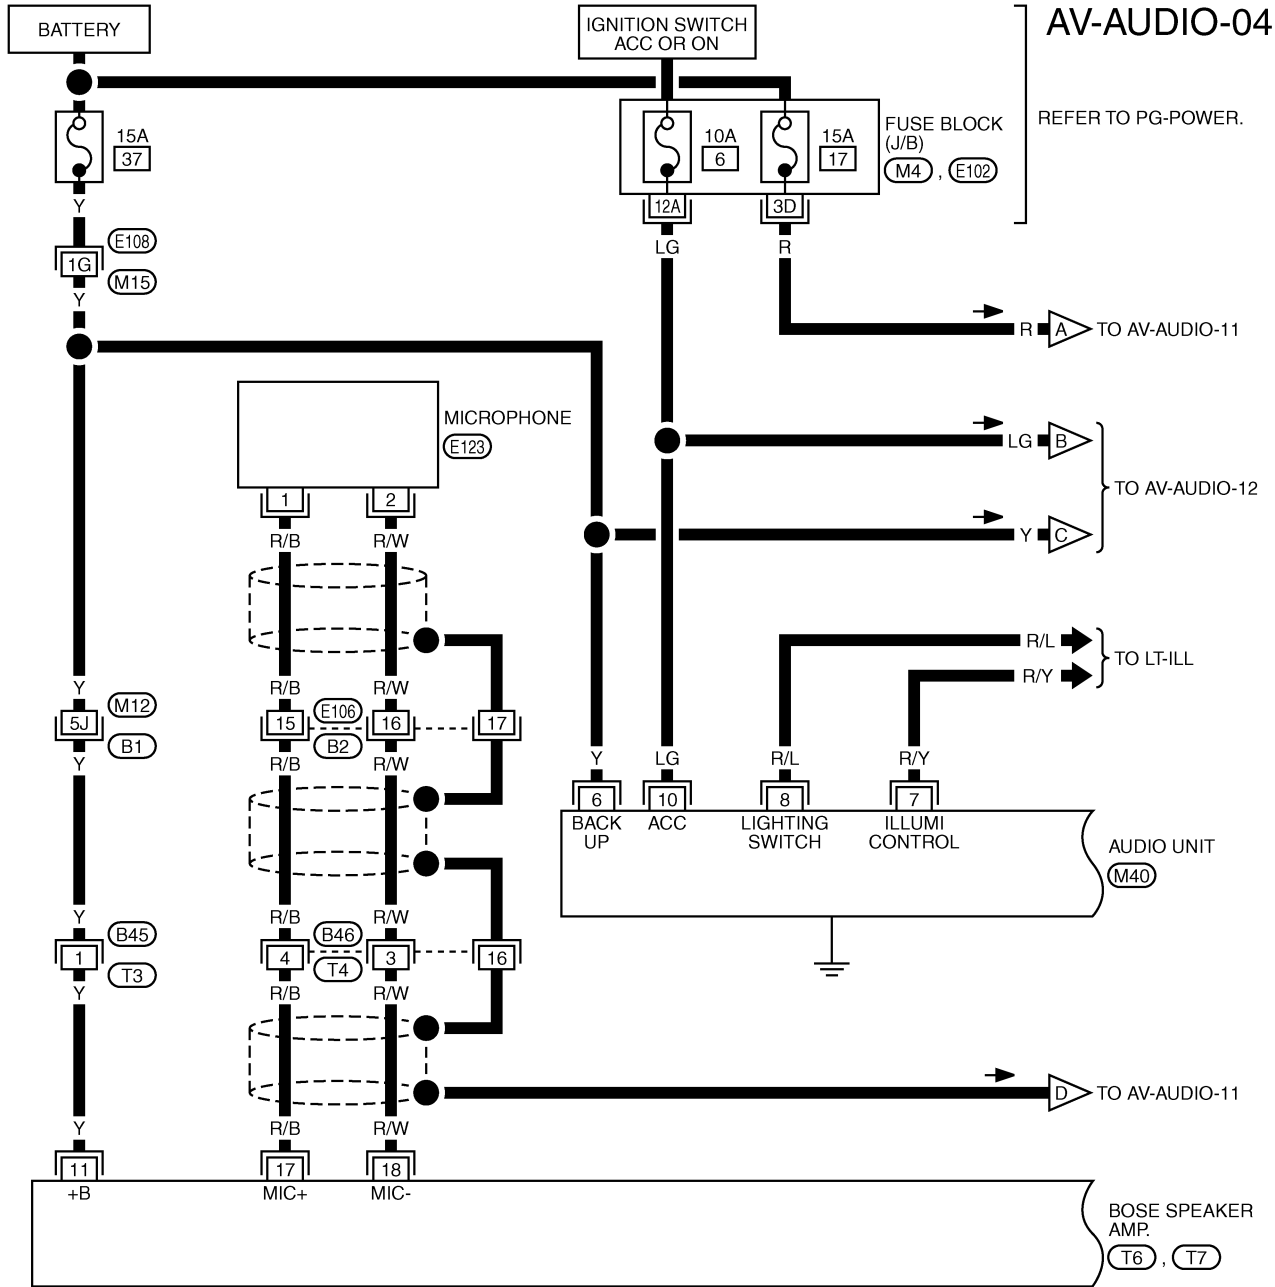 AV-AUDIO-04
BATTERY
IGNITION SWITCH
ACC OR ON
REFER TO PG-POWER.
15A
37
10A
6
15A
17
FUSE BLOCK
(J/B)
M4 , E102
12A
3D
Y
LG
R
E108
1G
M15
Y
R
A
TO AV-AUDIO-11
MICROPHONE
E123
LG
B
TO AV-AUDIO-12
Y
C
1
2
R/B
R/W
R/L
R/Y
TO LT-ILL
Y
R/B
R/W
M12
5J
B1
15
E106
B2
16
17
Y
R/B
R/W
Y
LG
R/L
R/Y
6
10
8
7
BACK
UP
ACC
LIGHTING
SWITCH
ILLUMI
CONTROL
AUDIO UNIT
M40
Y
R/B
R/W
B45
1
T3
4
B46
T4
3
16
Y
R/B
R/W
D
TO AV-AUDIO-11
Y
R/B
R/W
11
17
18
+B
MIC+
MIC-
BOSE SPEAKER
AMP.
T6 , T7